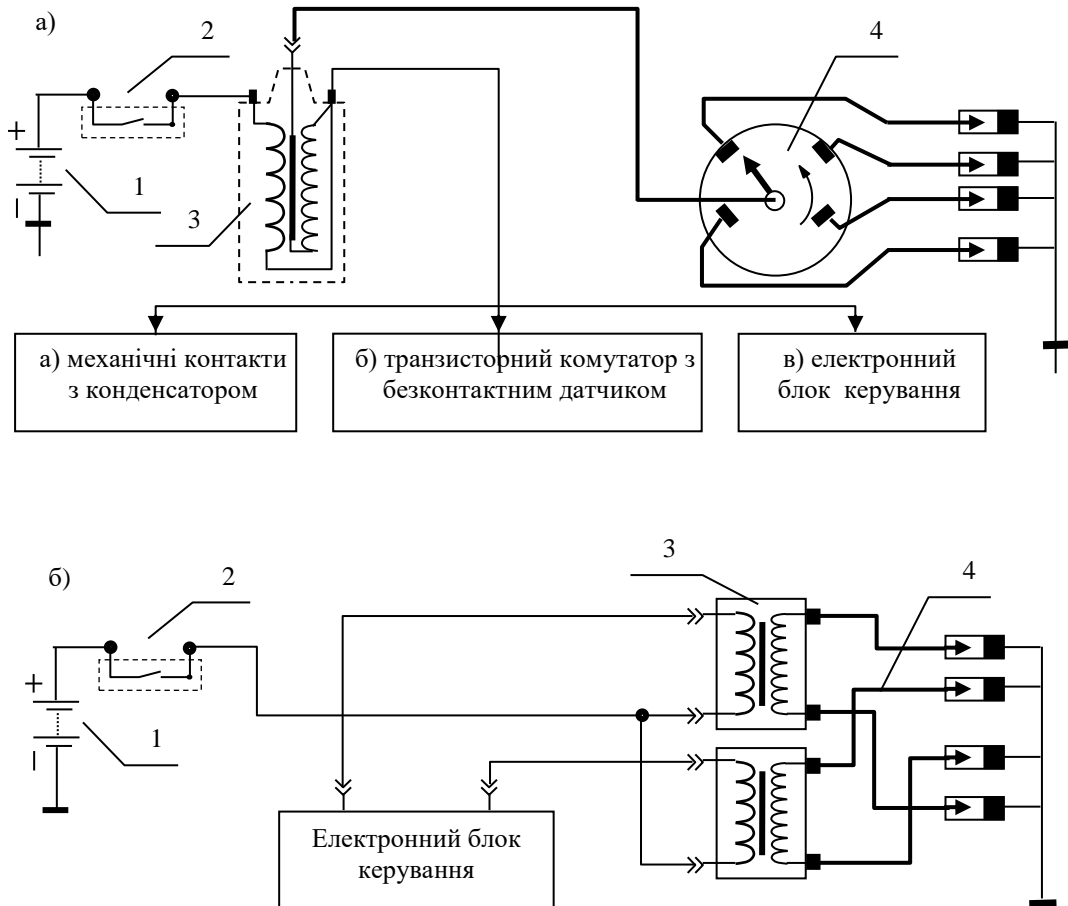 а)
2
4
+
1
3
а) механічні контакти
з конденсатором
б) транзисторний комутатор з
безконтактним датчиком
в) електронний
блок керування
б)
2
3
4
+
1
Електронний блок
керування